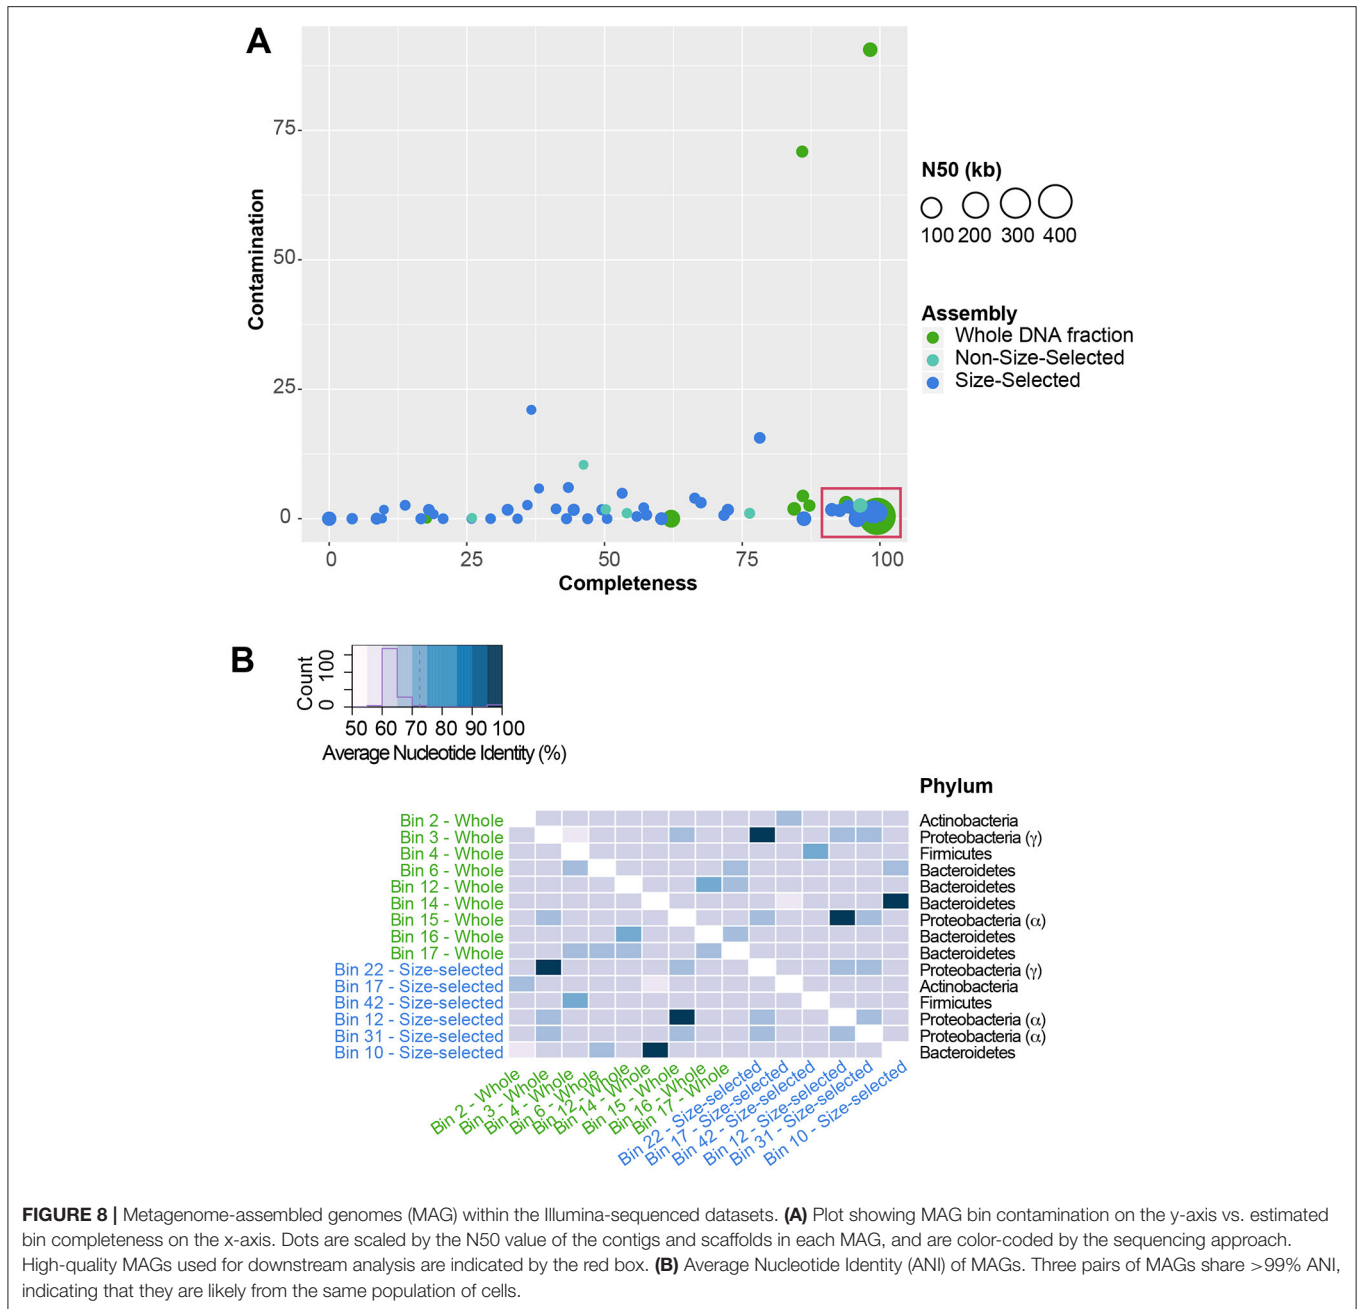 A
Contamination
75
50
25
0
0 25 50 75 100
Completeness
N50 (kb)
100 200 300 400
Assembly
Whole DNA fraction
Non-Size-Selected
Size-Selected
B
Count
0 100
50 60 70 80 90 100
Average Nucleotide Identity (%)
Phylum
Bin 2 - Whole Actinobacteria
Bin 3 - Whole Proteobacteria (γ)
Bin 4 - Whole Firmicutes
Bin 6 - Whole Bacteroidetes
Bin 12 - Whole Bacteroidetes
Bin 14 - Whole Bacteroidetes
Bin 15 - Whole Proteobacteria (α)
Bin 16 - Whole Bacteroidetes
Bin 17 - Whole Bacteroidetes
Bin 22 - Size-selected Proteobacteria (γ)
Bin 17 - Size-selected Actinobacteria
Bin 42 - Size-selected Firmicutes
Bin 12 - Size-selected Proteobacteria (α)
Bin 31 - Size-selected Proteobacteria (α)
Bin 10 - Size-selected Bacteroidetes
Bin 2 - Whole
Bin 3 - Whole
Bin 4 - Whole
Bin 6 - Whole
Bin 12 - Whole
Bin 14 - Whole
Bin 15 - Whole
Bin 16 - Whole
Bin 17 - Whole
Bin 22 - Size-selected
Bin 17 - Size-selected
Bin 42 - Size-selected
Bin 12 - Size-selected
Bin 31 - Size-selected
Bin 10 - Size-selected
FIGURE 8 | Metagenome-assembled genomes (MAG) within the Illumina-sequenced datasets. (A) Plot showing MAG bin contamination on the y-axis vs. estimated
bin completeness on the x-axis. Dots are scaled by the N50 value of the contigs and scaffolds in each MAG, and are color-coded by the sequencing approach.
High-quality MAGs used for downstream analysis are indicated by the red box. (B) Average Nucleotide Identity (ANI) of MAGs. Three pairs of MAGs share >99% ANI,
indicating that they are likely from the same population of cells.